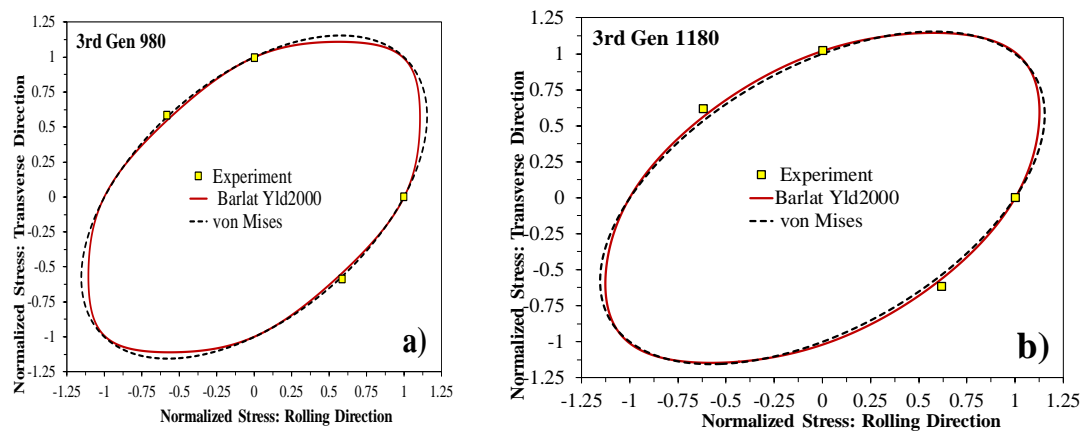 3rd Gen 980
1.25
1
0.75
0.5
0.25
0
-0.25
-0.5
-0.75
-1
-1.25
Normalized Stress: Transverse Direction
Experiment
Barlat Yld2000
von Mises
a)
-1.25 -1 -0.75 -0.5 -0.25 0 0.25 0.5 0.75 1 1.25
Normalized Stress: Rolling Direction
3rd Gen 1180
1.25
1
0.75
0.5
0.25
0
-0.25
-0.5
-0.75
-1
-1.25
Normalized Stress: Transverse Direction
Experiment
Barlat Yld2000
von Mises
b)
-1.25 -1 -0.75 -0.5 -0.25 0 0.25 0.5 0.75 1 1.25
Normalized Stress: Rolling Direction